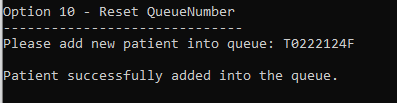 Option 10 - Reset QueueNumber
------------------------------
Please add new patient into queue: T0222124F
Patient successfully added into the queue.